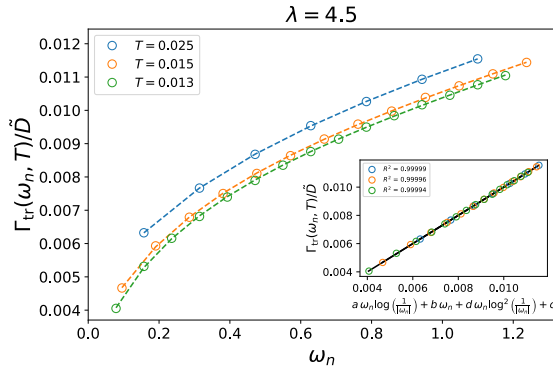 λ = 4.5
T = 0.025
T = 0.015
T = 0.013
Γtr(ωn, T)/D̃
0.012
0.011
0.010
0.009
0.008
0.007
0.006
0.005
0.004
0.0 0.2 0.4 0.6 0.8 1.0 1.2
ωn
R² = 0.99999
R² = 0.99996
R² = 0.99994
Γtr(ωn, T)/D̃
0.010
0.008
0.006
0.004
0.004 0.006 0.008 0.010
a ωn log(1/|ωn|) + b ωn + d ωn log²(1/|ωn|) + c